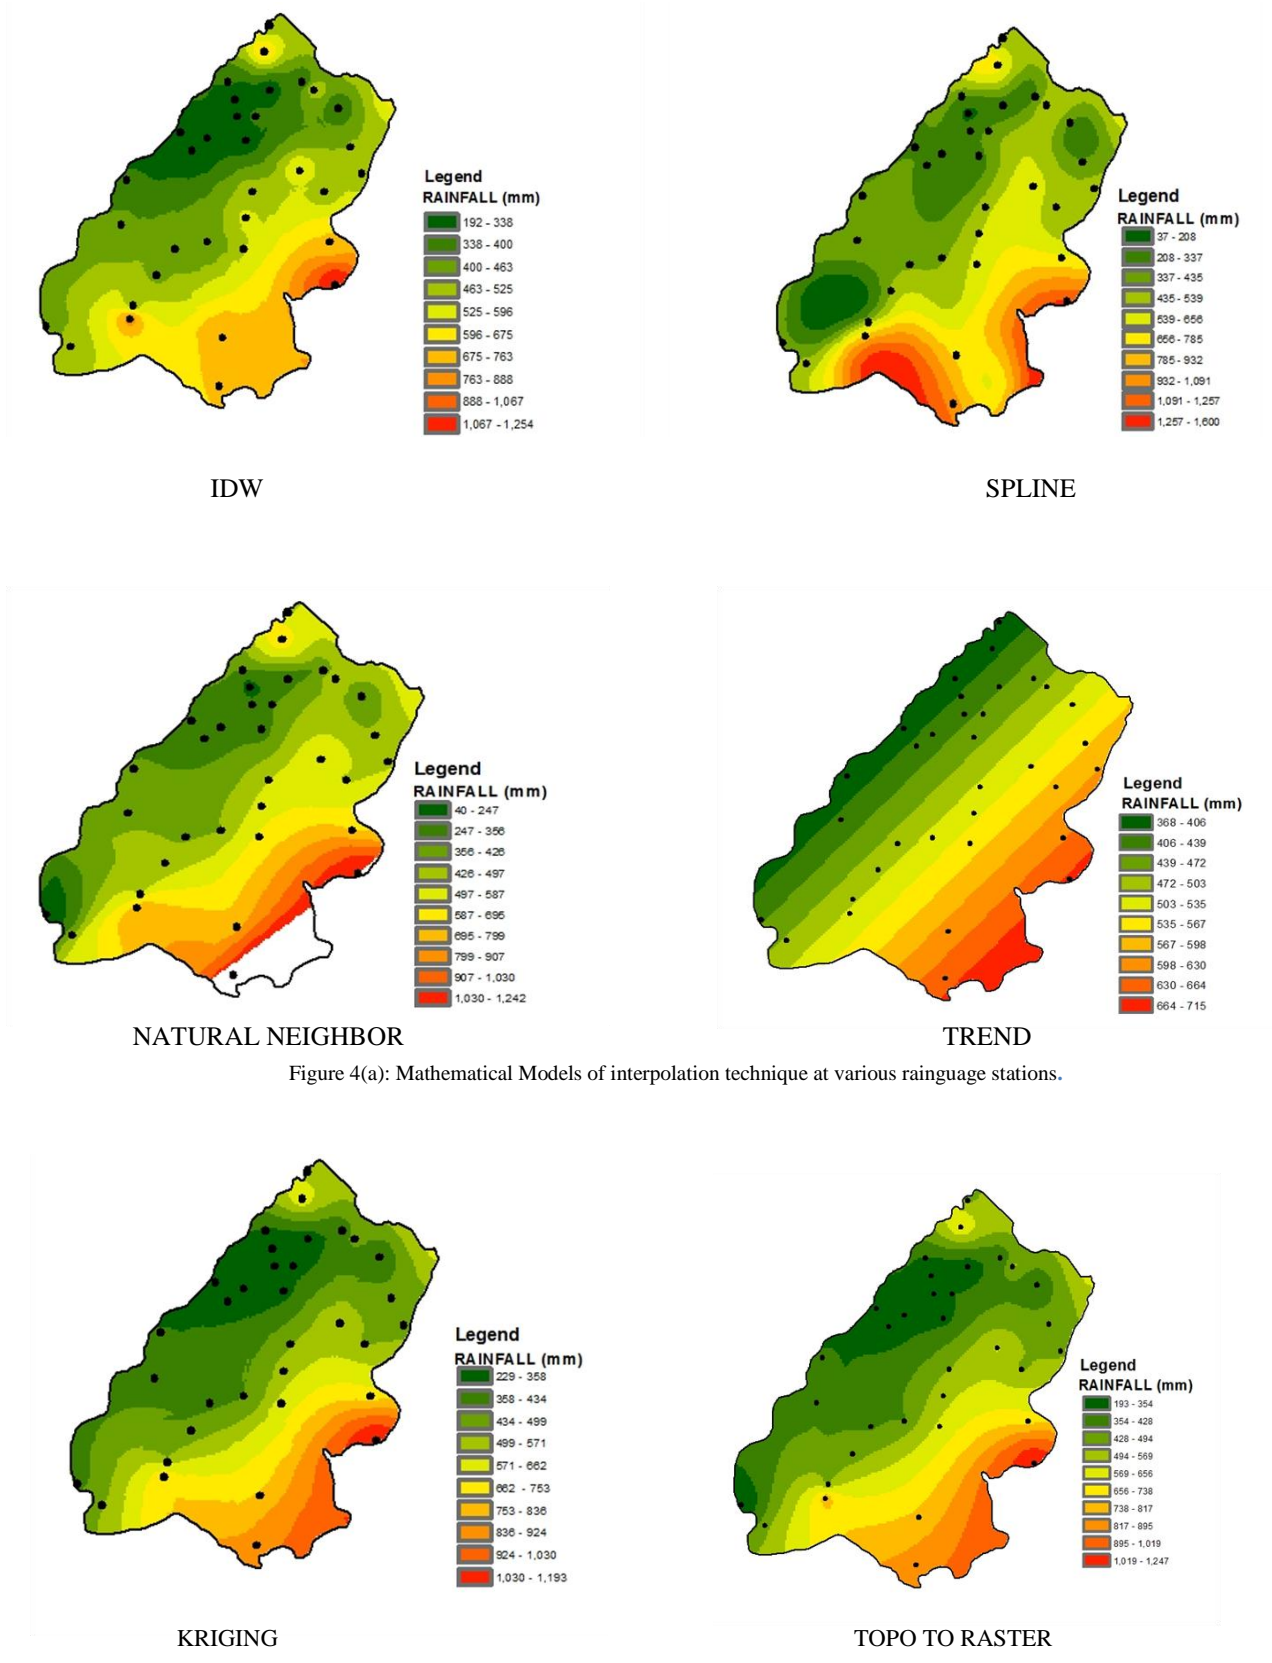 Legend
RAINFALL (mm)
192 - 338
338 - 400
400 - 463
463 - 525
525 - 596
596 - 675
675 - 763
763 - 888
888 - 1,067
1,067 - 1,254
IDW
Legend
RAINFALL (mm)
37 - 208
208 - 337
337 - 435
435 - 539
539 - 656
656 - 785
785 - 932
932 - 1,091
1,091 - 1,257
1,257 - 1,600
SPLINE
Legend
RAINFALL (mm)
40 - 247
247 - 356
356 - 426
426 - 497
497 - 587
587 - 695
695 - 799
799 - 907
907 - 1,030
1,030 - 1,242
NATURAL NEIGHBOR
Legend
RAINFALL (mm)
368 - 406
406 - 439
439 - 472
472 - 503
503 - 535
535 - 567
567 - 598
598 - 630
630 - 664
664 - 715
TREND
Figure 4(a): Mathematical Models of interpolation technique at various rainguage stations.
Legend
RAINFALL (mm)
229 - 358
358 - 434
434 - 499
499 - 571
571 - 662
662 - 753
753 - 836
836 - 924
924 - 1,030
1,030 - 1,193
KRIGING
Legend
RAINFALL (mm)
193 - 354
354 - 428
428 - 494
494 - 569
569 - 656
656 - 738
738 - 817
817 - 895
895 - 1,019
1,019 - 1,247
TOPO TO RASTER